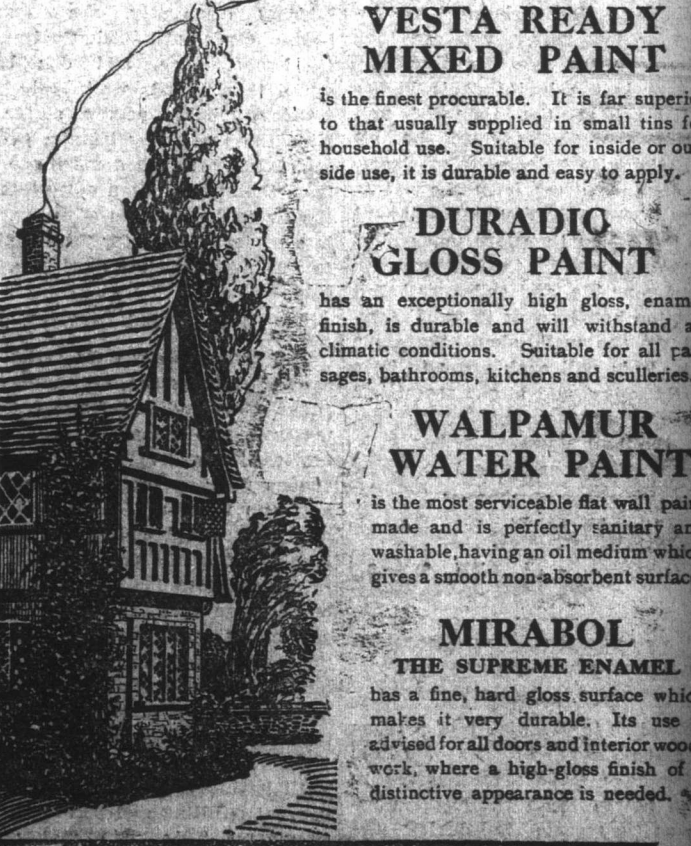 VESTA READY
MIXED PAINT
is the finest procurable. It is far superi
to that usually supplied in small tins f
household use. Suitable for inside or ou
side use, it is durable and easy to apply.
DURADIO
GLOSS PAINT
has an exceptionally high gloss, enam
finish, is durable and will withstand a
climatic conditions. Suitable for all pa
sages, bathrooms, kitchens and sculleries.
WALPAMUR
WATER PAINT
is the most serviceable flat wall pai
made and is perfectly sanitary an
washable, having an oil medium whic
gives a smooth non-absorbent surfac
MIRABOL
THE SUPREME ENAMEL
has a fine, hard gloss surface whic
makes it very durable. Its use
advised for all doors and interior wood
work, where a high-gloss finish of
distinctive appearance is needed.